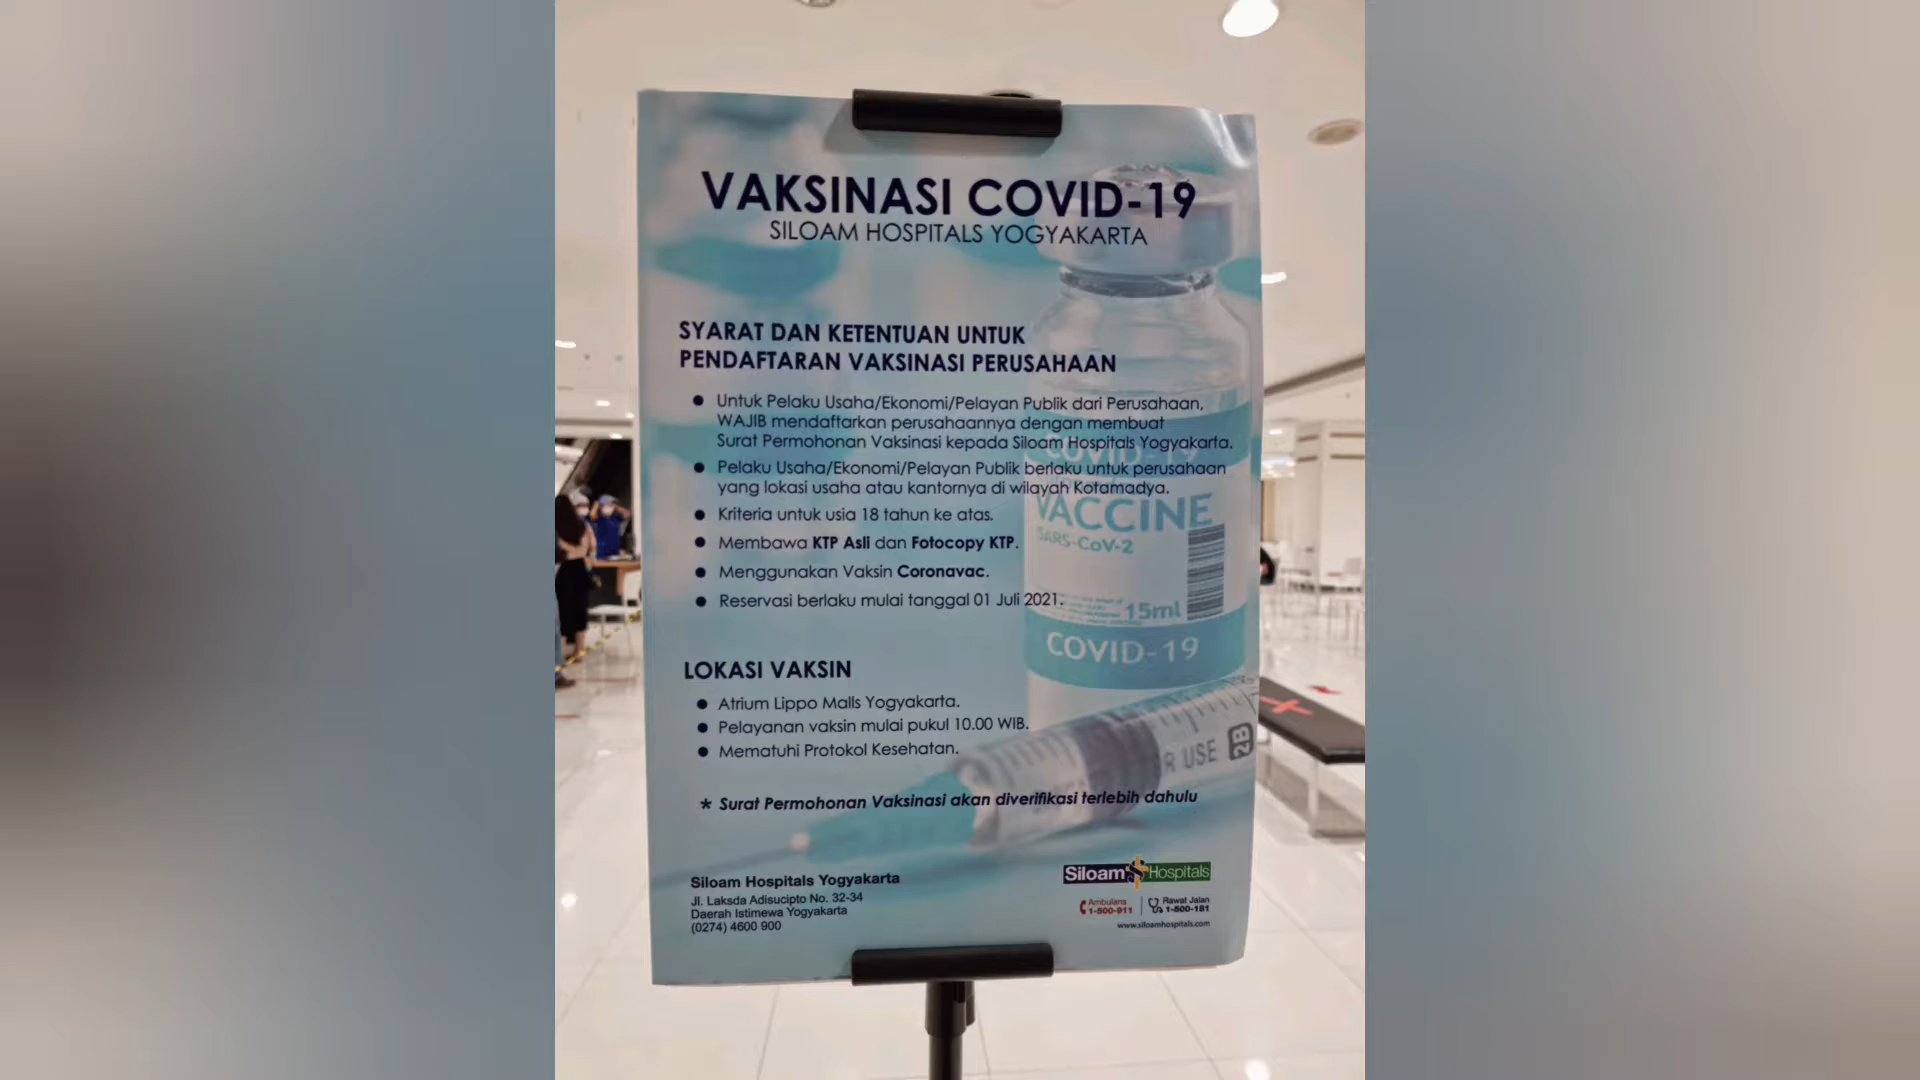 VAKSINASI COVID-19
SILOAM HOSPITALS YOGYAKARTA
SYARAT DAN KETENTUAN UNTUK
PENDAFTARAN VAKSINASI PERUSAHAAN
● Untuk Pelaku Usaha/Ekonomi/Pelayan Publik dari Perusahaan,
WAJIB mendaftarkan perusahaannya dengan membuat
Surat Permohonan Vaksinasi kepada Siloam Hospitals Yogyakarta.
● Pelaku Usaha/Ekonomi/Pelayan Publik berlaku untuk perusahaan
yang lokasi usaha atau kantornya di wilayah Kotamadya.
● Kriteria untuk usia 18 tahun ke atas.
● Membawa KTP Asli dan Fotocopy KTP.
● Menggunakan Vaksin Coronavac.
● Reservasi berlaku mulai tanggal 01 Juli 2021.
COVID-19
VACCINE
SARS-CoV-2
15ml
COVID-19
LOKASI VAKSIN
● Atrium Lippo Malls Yogyakarta.
● Pelayanan vaksin mulai pukul 10.00 WIB.
● Mematuhi Protokol Kesehatan.
R USE 2B
* Surat Permohonan Vaksinasi akan diverifikasi terlebih dahulu
Siloam Hospitals Yogyakarta
Jl. Laksda Adisucipto No. 32-34
Daerah Istimewa Yogyakarta
(0274) 4600 900
Siloam Hospitals
Ambulans 1-500-911
Rawat Jalan 1-500-181
www.siloamhospitals.com